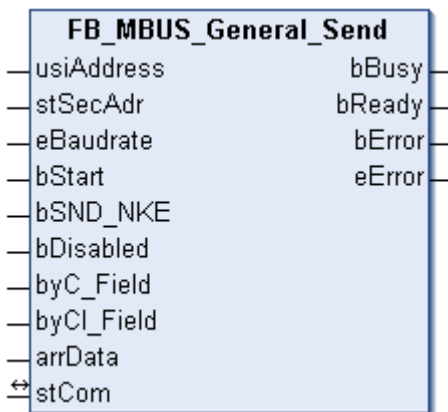 FB_MBUS_General_Send
usiAddress bBusy
stSecAdr bReady
eBaudrate bError
bStart eError
bSND_NKE
bDisabled
byC_Field
byCI_Field
arrData
stCom